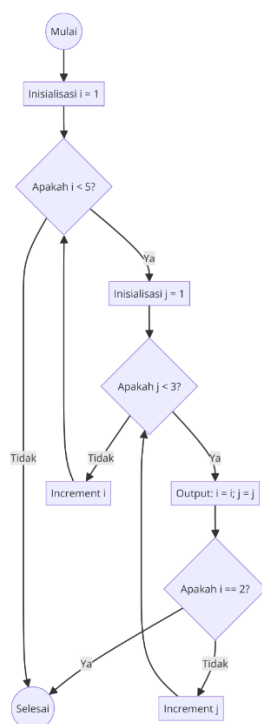 Mulai
Inisialisasi i = 1
Apakah i < 5?
Ya
Inisialisasi j = 1
Apakah j < 3?
Tidak
Tidak
Ya
Increment i
Output: i = i; j = j
Apakah i == 2?
Ya
Tidak
Selesai
Increment j